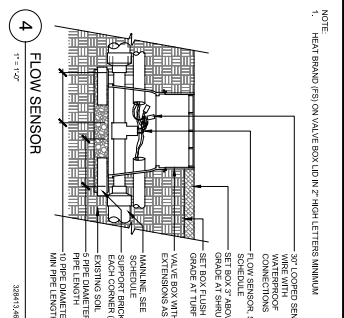 NOTE:
1. HEAT BRAND (FS) ON VALVE BOX LID IN 2" HIGH LETTERS MINIMUM
30" LOOPED SEN
WIRE WITH
WATERPROOF
CONNECTIONS
FLOW SENSOR,
SCHEDULE
SET BOX 3" ABOV
GRADE AT SHRU
SET BOX FLUSH
GRADE AT TURF
VALVE BOX WITH
EXTENSIONS AS
MAINLINE, SEE
SCHEDULE
SUPPORT BRICK
EACH CORNER (
EXISTING SOIL
5 PIPE DIAMETER
PIPE LENGTH
10 PIPE DIAMETE
MIN PIPE LENGTH
4 FLOW SENSOR
1" = 1'-0"
328413.46